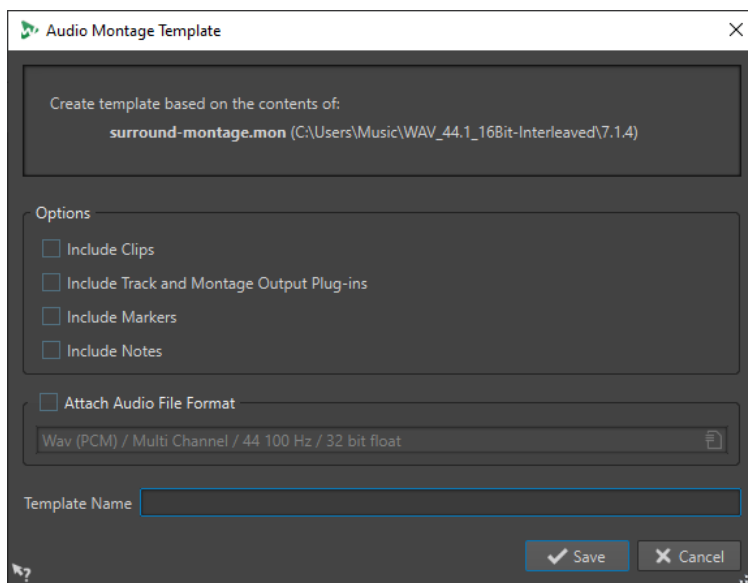 Audio Montage Template
Create template based on the contents of:
surround-montage.mon (C:\Users\Music\WAV_44.1_16Bit-Interleaved\7.1.4)
Options
Include Clips
Include Track and Montage Output Plug-ins
Include Markers
Include Notes
Attach Audio File Format
Wav (PCM) / Multi Channel / 44 100 Hz / 32 bit float
Template Name
Save
Cancel
?